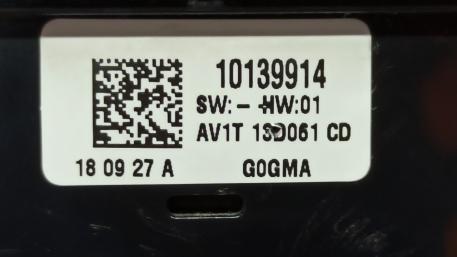 10139914
SW:- HW:01
AV1T 13D061 CD
18 09 27 A
G0GMA